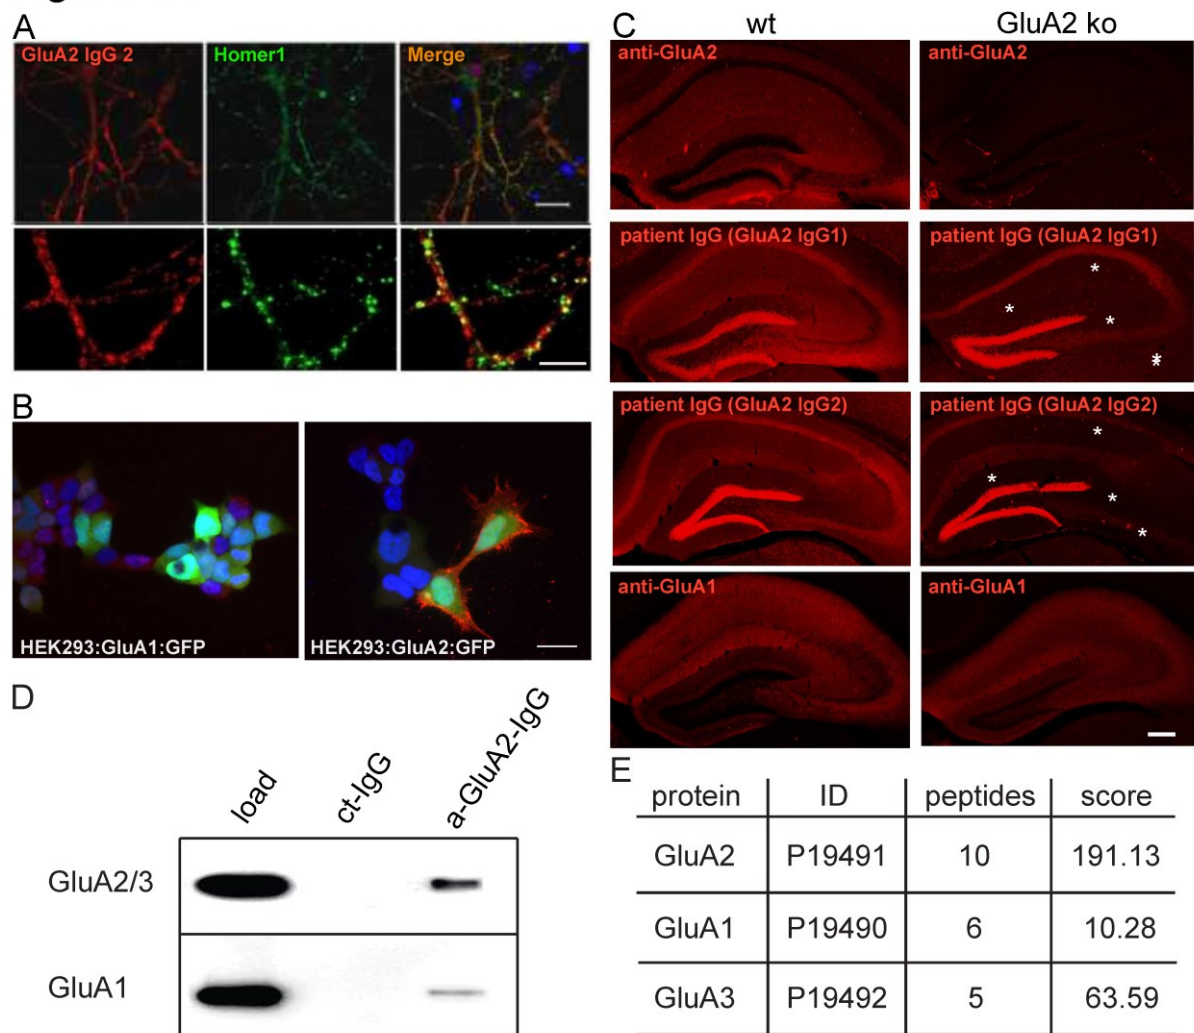 A
GluA2 IgG 2
Homer1
Merge
B
HEK293:GluA1:GFP
HEK293:GluA2:GFP
C
wt
GluA2 ko
anti-GluA2
anti-GluA2
patient IgG (GluA2 IgG1)
patient IgG (GluA2 IgG1)
*
*
*
*
*
patient IgG (GluA2 IgG2)
patient IgG (GluA2 IgG2)
*
*
*
*
anti-GluA1
anti-GluA1
D
load
ct-IgG
a-GluA2-IgG
GluA2/3
GluA1
E
protein ID peptides score
GluA2 P19491 10 191.13
GluA1 P19490 6 10.28
GluA3 P19492 5 63.59